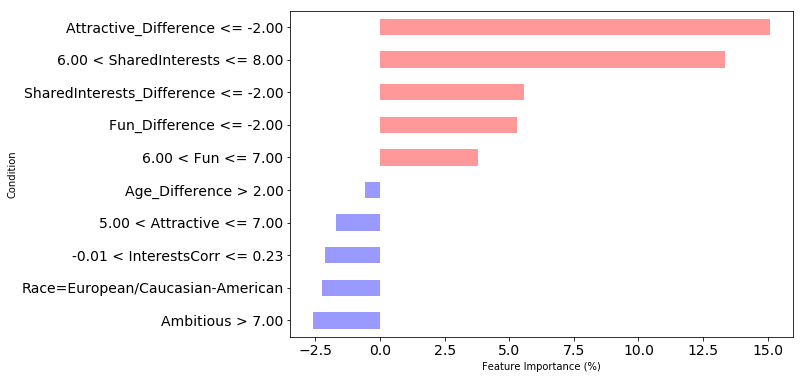 Attractive_Difference <= -2.00
6.00 < SharedInterests <= 8.00
SharedInterests_Difference <= -2.00
Fun_Difference <= -2.00
6.00 < Fun <= 7.00
Age_Difference > 2.00
5.00 < Attractive <= 7.00
-0.01 < InterestsCorr <= 0.23
Race=European/Caucasian-American
Ambitious > 7.00
Condition
−2.5 0.0 2.5 5.0 7.5 10.0 12.5 15.0
Feature Importance (%)